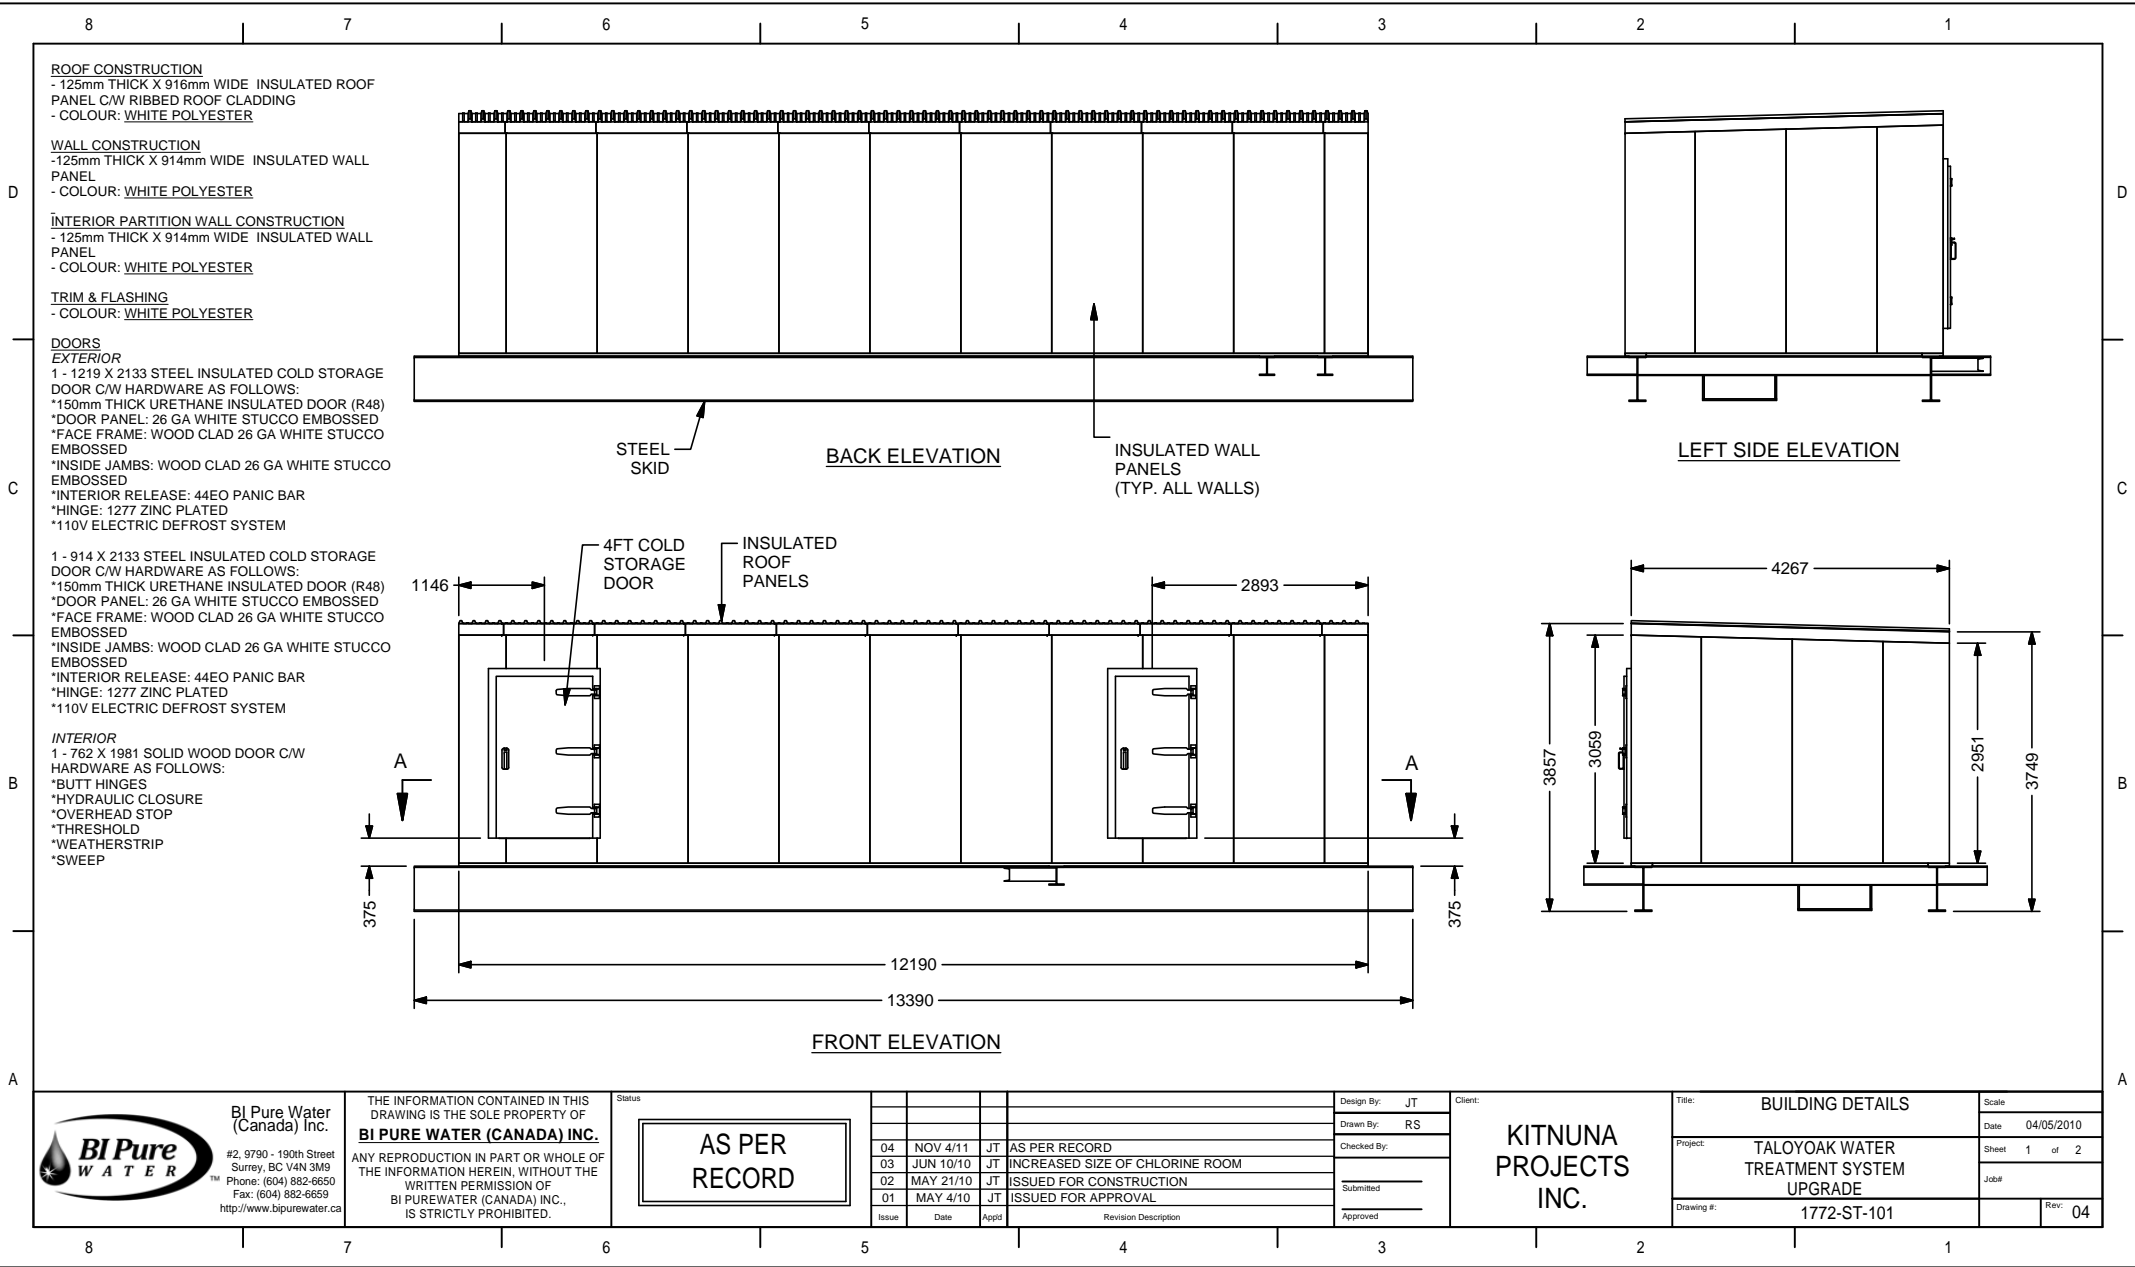 8 7 6 5 4 3 2 1
ROOF CONSTRUCTION
- 125mm THICK X 916mm WIDE INSULATED ROOF
PANEL C/W RIBBED ROOF CLADDING
- COLOUR: WHITE POLYESTER
WALL CONSTRUCTION
-125mm THICK X 914mm WIDE INSULATED WALL
PANEL
- COLOUR: WHITE POLYESTER
INTERIOR PARTITION WALL CONSTRUCTION
- 125mm THICK X 914mm WIDE INSULATED WALL
PANEL
- COLOUR: WHITE POLYESTER
TRIM & FLASHING
- COLOUR: WHITE POLYESTER
DOORS
EXTERIOR
1 - 1219 X 2133 STEEL INSULATED COLD STORAGE
DOOR C/W HARDWARE AS FOLLOWS:
*150mm THICK URETHANE INSULATED DOOR (R48)
*DOOR PANEL: 26 GA WHITE STUCCO EMBOSSED
*FACE FRAME: WOOD CLAD 26 GA WHITE STUCCO
EMBOSSED
*INSIDE JAMBS: WOOD CLAD 26 GA WHITE STUCCO
EMBOSSED
*INTERIOR RELEASE: 44EO PANIC BAR
*HINGE: 1277 ZINC PLATED
*110V ELECTRIC DEFROST SYSTEM
1 - 914 X 2133 STEEL INSULATED COLD STORAGE
DOOR C/W HARDWARE AS FOLLOWS:
*150mm THICK URETHANE INSULATED DOOR (R48)
*DOOR PANEL: 26 GA WHITE STUCCO EMBOSSED
*FACE FRAME: WOOD CLAD 26 GA WHITE STUCCO
EMBOSSED
*INSIDE JAMBS: WOOD CLAD 26 GA WHITE STUCCO
EMBOSSED
*INTERIOR RELEASE: 44EO PANIC BAR
*HINGE: 1277 ZINC PLATED
*110V ELECTRIC DEFROST SYSTEM
INTERIOR
1 - 762 X 1981 SOLID WOOD DOOR C/W
HARDWARE AS FOLLOWS:
*BUTT HINGES
*HYDRAULIC CLOSURE
*OVERHEAD STOP
*THRESHOLD
*WEATHERSTRIP
*SWEEP
D
C
B
A
STEEL
SKID
BACK ELEVATION
INSULATED WALL
PANELS
(TYP. ALL WALLS)
LEFT SIDE ELEVATION
4FT COLD
STORAGE
DOOR
INSULATED
ROOF
PANELS
1146
2893
A
A
375
375
12190
13390
FRONT ELEVATION
4267
3857
3059
2951
3749
D
C
B
A
BI Pure
WATER
TM
BI Pure Water
(Canada) Inc.
#2, 9790 - 190th Street
Surrey, BC V4N 3M9
Phone: (604) 882-6650
Fax: (604) 882-6659
http://www.bipurewater.ca
THE INFORMATION CONTAINED IN THIS
DRAWING IS THE SOLE PROPERTY OF
BI PURE WATER (CANADA) INC.
ANY REPRODUCTION IN PART OR WHOLE OF
THE INFORMATION HEREIN, WITHOUT THE
WRITTEN PERMISSION OF
BI PUREWATER (CANADA) INC.,
IS STRICTLY PROHIBITED.
Status
AS PER
RECORD
04 NOV 4/11 JT AS PER RECORD
03 JUN 10/10 JT INCREASED SIZE OF CHLORINE ROOM
02 MAY 21/10 JT ISSUED FOR CONSTRUCTION
01 MAY 4/10 JT ISSUED FOR APPROVAL
Issue Date App'd Revision Description
Design By: JT
Drawn By: RS
Checked By:
Submitted
Approved
Client:
KITNUNA
PROJECTS
INC.
Title: BUILDING DETAILS
Project: TALOYOAK WATER
TREATMENT SYSTEM
UPGRADE
Drawing #: 1772-ST-101
Scale
Date 04/05/2010
Sheet 1 of 2
Job#
Rev: 04
8 7 6 5 4 3 2 1